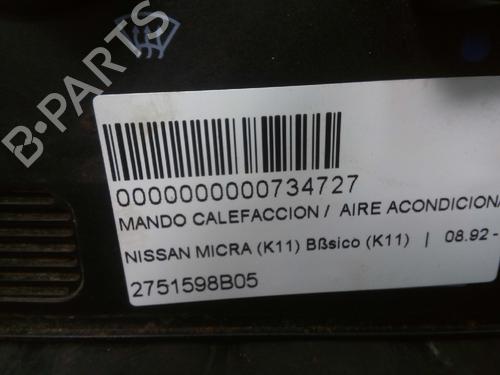 B-PARTS
0000000000734727
MANDO CALEFACCION / AIRE ACONDICIONA
NISSAN MICRA (K11) Bßsico (K11) | 08.92 -
2751598B05